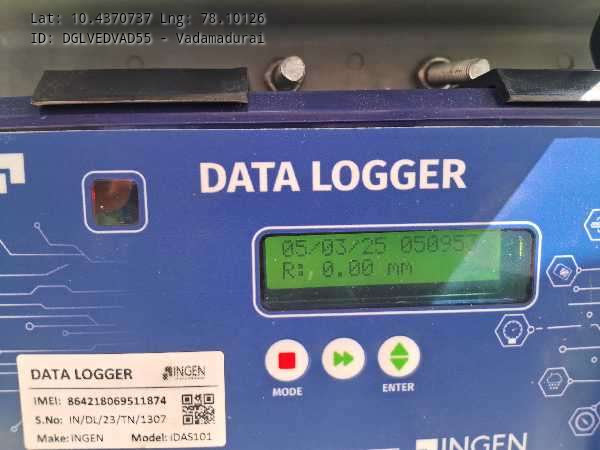 Lat: 10.4370737 Lng: 78.10126
ID: DGLVEDVAD55 - Vadamadurai
DATA LOGGER
05/03/25 050953
R: 0.00 mm
MODE
ENTER
DATA LOGGER INGEN
IMEI: 864218069511874
S.No: IN/DL/23/TN/1307
Make: INGEN Model: iDAS101
INGEN